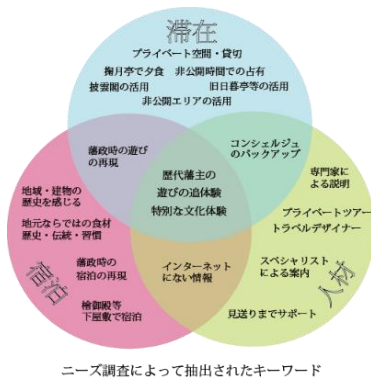 滞在
プライベート空間・貸切
掬月亭で夕食 非公開時間での占有
披雲閣の活用 旧日暮亭等の活用
非公開エリアの活用
藩政時の遊び
の再現
コンシェルジュ
のバックアップ
歴代藩主の
遊びの追体験
特別な文化体験
地域・建物の
歴史を感じる
地元ならではの食材
歴史・伝統・習慣
藩政時の
宿泊の再現
檜御殿等
下屋敷で宿泊
宿泊
インターネット
にない情報
専門家
による説明
プライベートツアー
トラベルデザイナー
スペシャリスト
による案内
見送りまでサポート
人材
ニーズ調査によって抽出されたキーワード